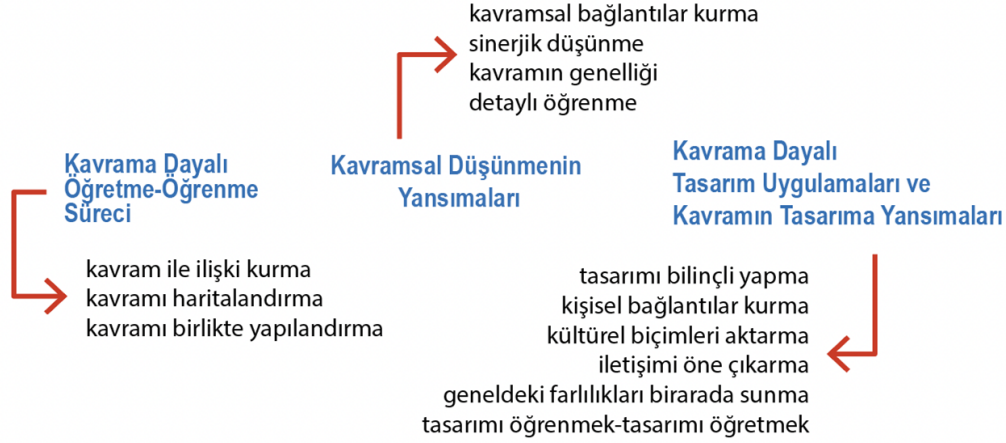 kavramsal bağlantılar kurma
sinerjik düşünme
kavramın genelliği
detaylı öğrenme
Kavrama Dayalı
Öğretme-Öğrenme
Süreci
kavram ile ilişki kurma
kavramı haritalandırma
kavramı birlikte yapılandırma
Kavramsal Düşünmenin
Yansımaları
Kavrama Dayalı
Tasarım Uygulamaları ve
Kavramın Tasarıma Yansımaları
tasarımı bilinçli yapma
kişisel bağlantılar kurma
kültürel biçimleri aktarma
iletişimi öne çıkarma
geneldeki farlılıkları birarada sunma
tasarımı öğrenmek-tasarımı öğretmek